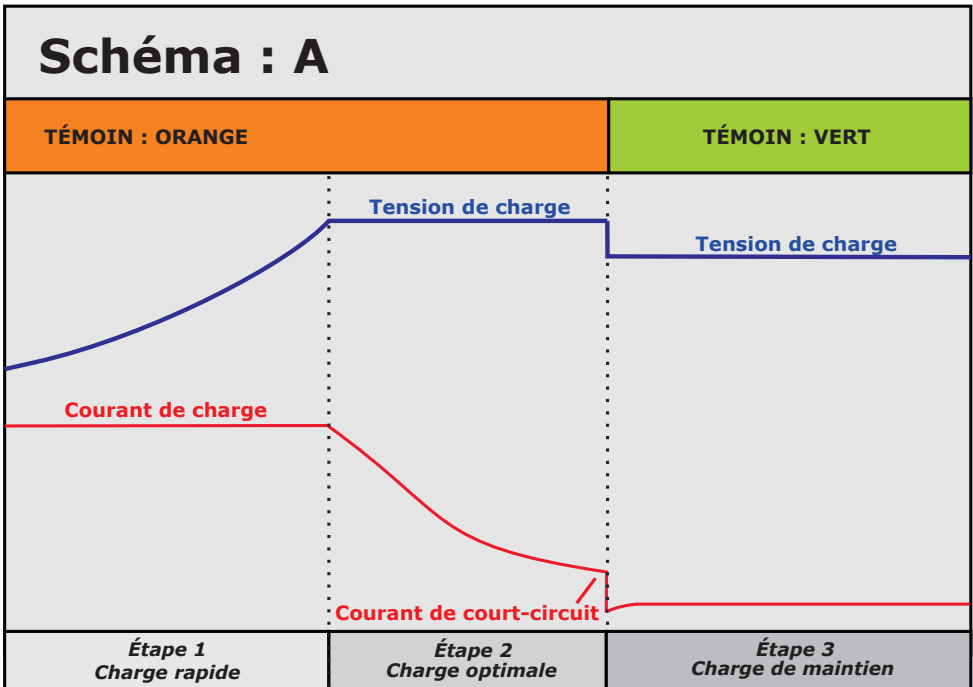 Schéma : A
TÉMOIN : ORANGE
TÉMOIN : VERT
Tension de charge
Tension de charge
Courant de charge
Courant de court-circuit
Étape 1
Charge rapide
Étape 2
Charge optimale
Étape 3
Charge de maintien